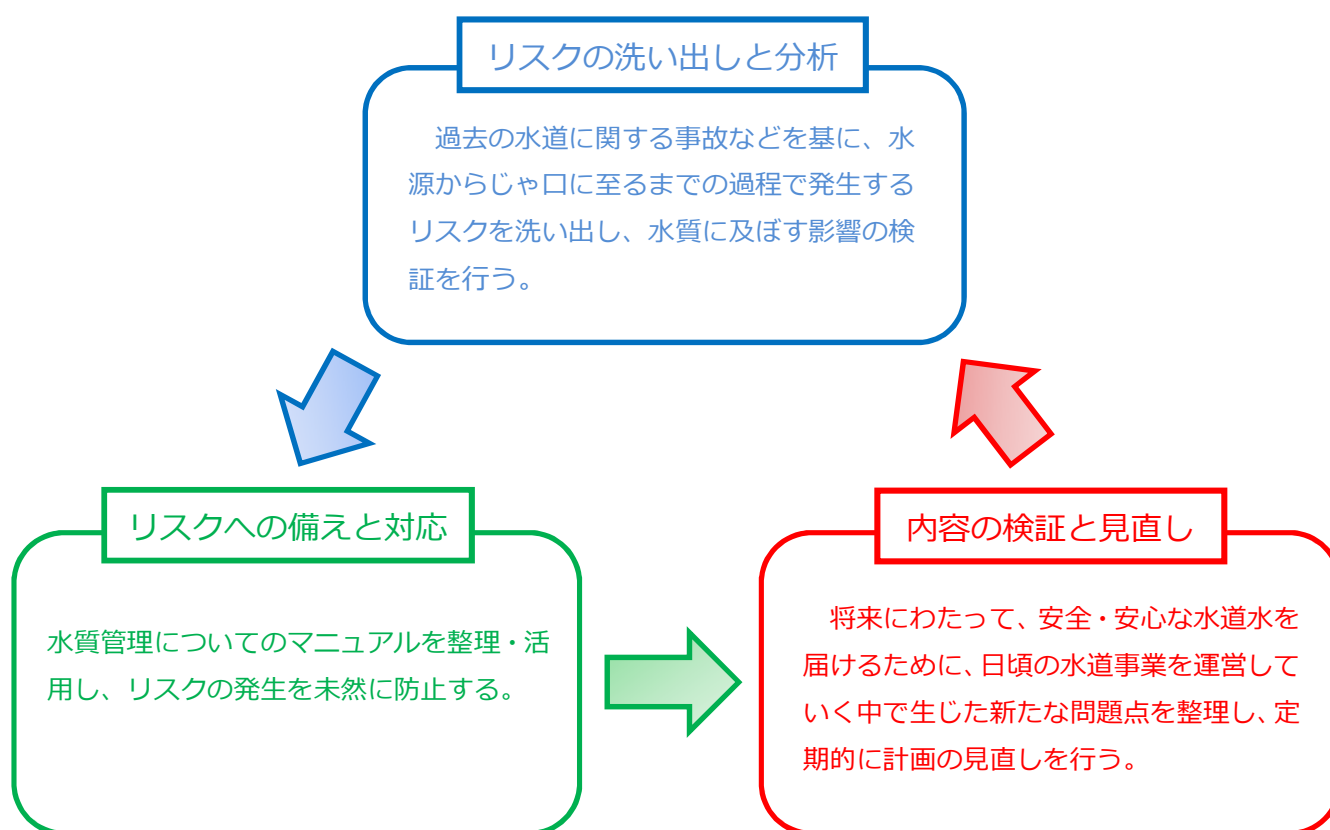 リスクの洗い出しと分析
　過去の水道に関する事故などを基に、水
源からじゃ口に至るまでの過程で発生する
リスクを洗い出し、水質に及ぼす影響の検
証を行う。
リスクへの備えと対応
水質管理についてのマニュアルを整理・活
用し、リスクの発生を未然に防止する。
内容の検証と見直し
　将来にわたって、安全・安心な水道水を
届けるために、日頃の水道事業を運営して
いく中で生じた新たな問題点を整理し、定
期的に計画の見直しを行う。